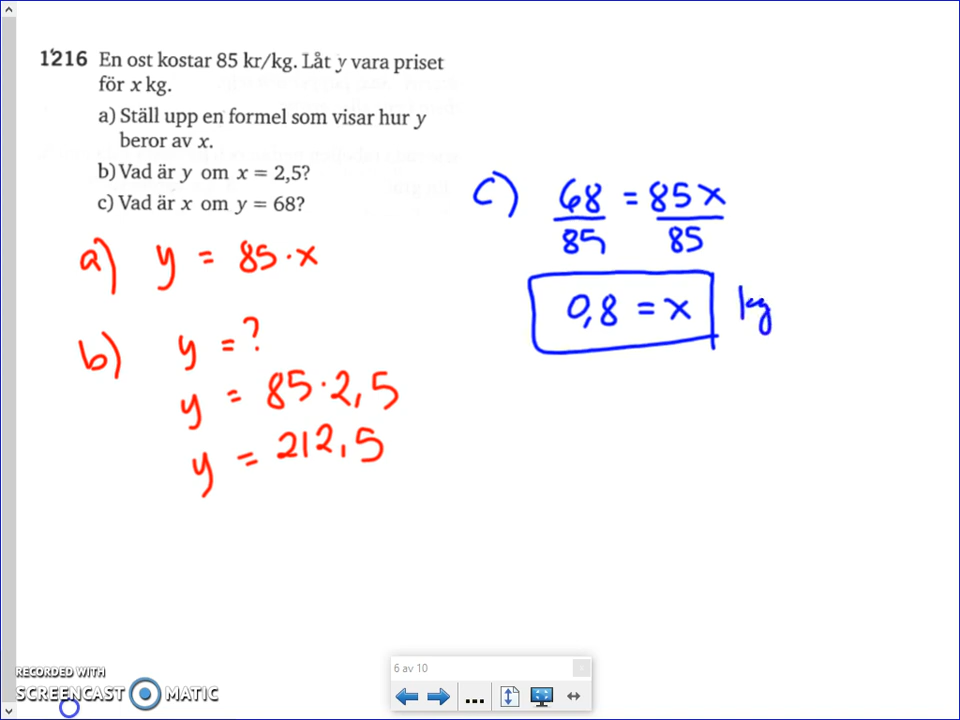 1216 En ost kostar 85 kr/kg. Låt y vara priset
för x kg.
a) Ställ upp en formel som visar hur y
beror av x.
b) Vad är y om x = 2,5?
c) Vad är x om y = 68?
a) y = 85 · x
b) y = ?
y = 85 · 2,5
y = 212,5
c) 68/85 = 85x/85
0,8 = x kg
6 av 10
RECORDED WITH
SCREENCAST MATIC